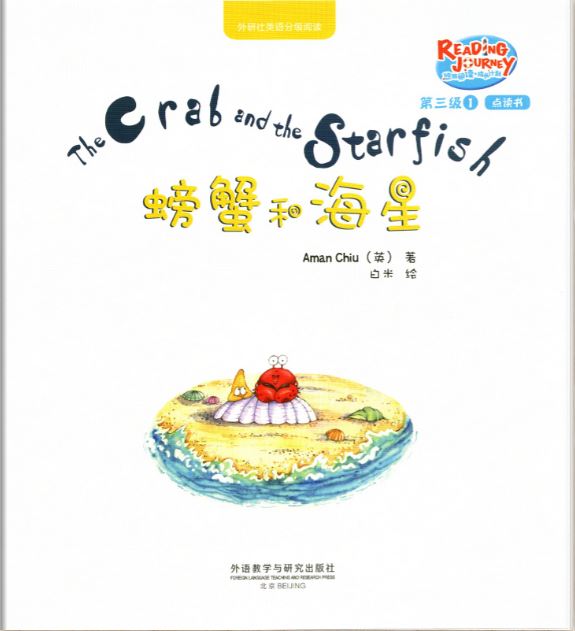 外研社英语分级阅读
READING
JOURNEY
悠游阅读·成长计划
第三级1 点读书
The Crab and the Starfish
螃蟹和海星
Aman Chiu（英）著
白米 绘
外语教学与研究出版社
FOREIGN LANGUAGE TEACHING AND RESEARCH PRESS
北京 BEIJING